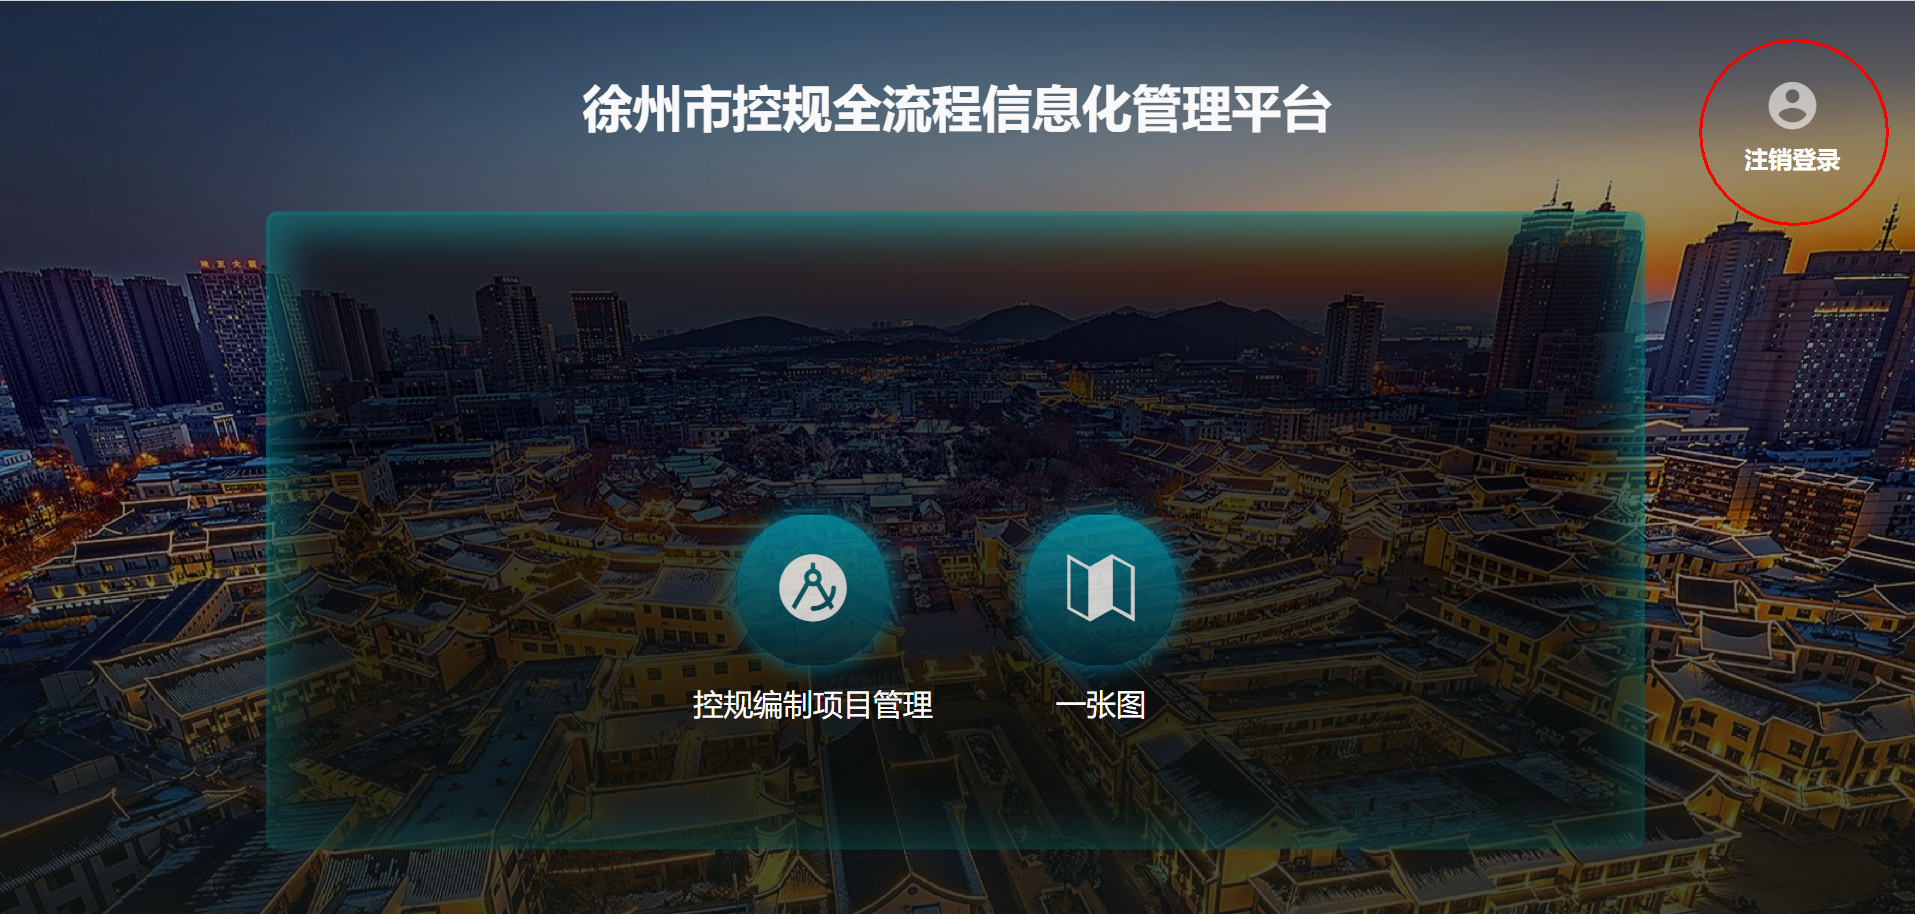 徐州市控规全流程信息化管理平台
注销登录
控规编制项目管理
一张图